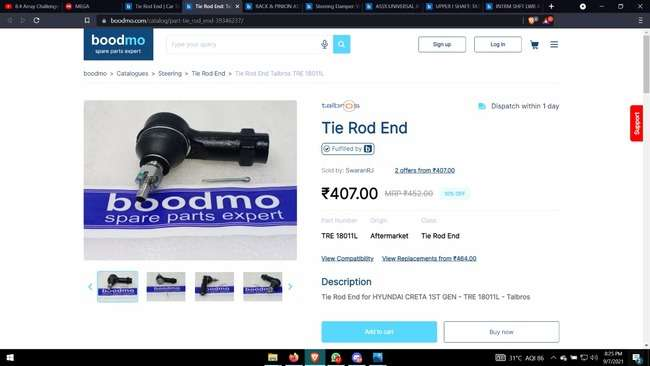 8.4 Array Challenge
MEGA
Tie Rod End | Car S
Tie Rod End: Ta
RACK & PINION AS
Steering Damper:
ASSY.UNIVERSAL
UPPER I SHAFT: TA
INTRM SHFT LWR
boodmo.com/catalog/part-tie_rod_end-38346237/
boodmo
spare parts expert
Type your query
Sign up
Log in
boodmo > Catalogues > Steering > Tie Rod End > Tie Rod End Talbros TRE 18011L
boodmo
spare parts expert
talbros
Dispatch within 1 day
Tie Rod End
Fulfilled by b
Sold by: SwaranRJ
2 offers from ₹407.00
₹407.00 MRP ₹452.00 10% OFF
Part Number Origin Class
TRE 18011L Aftermarket Tie Rod End
View Compatibility View Replacements from ₹464.00
Description
Tie Rod End for HYUNDAI CRETA 1ST GEN - TRE 18011L - Talbros
Add to cart
Buy now
Support
31°C AQI 86
8:25 PM
9/7/2021